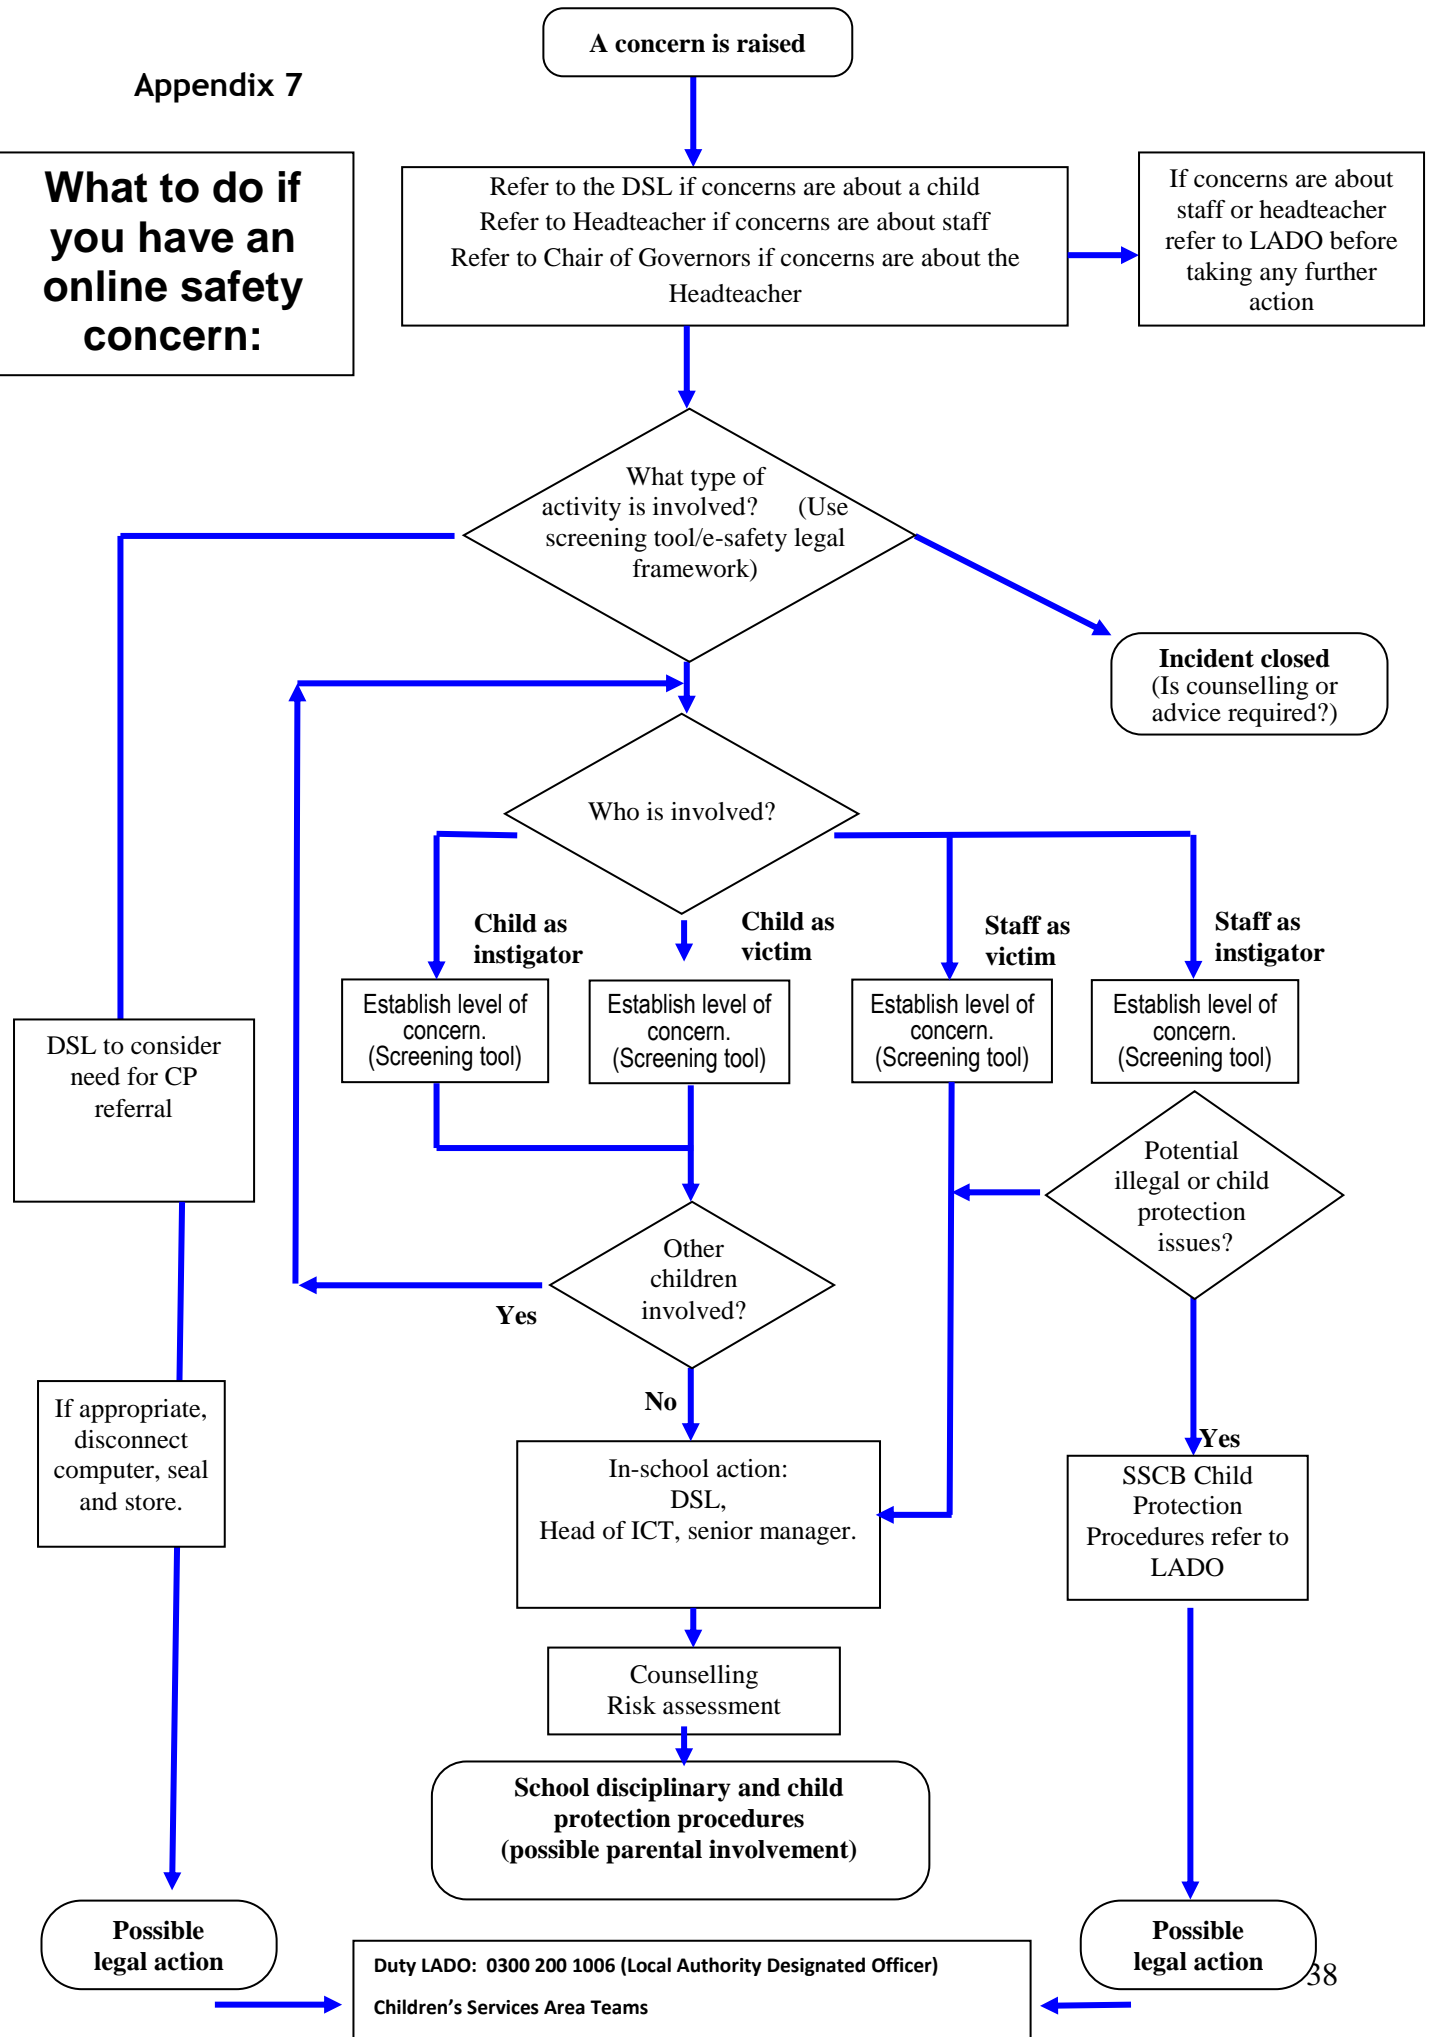 A concern is raised
Appendix 7
What to do if
you have an
online safety
concern:
Refer to the DSL if concerns are about a child
Refer to Headteacher if concerns are about staff
Refer to Chair of Governors if concerns are about the
Headteacher
If concerns are about
staff or headteacher
refer to LADO before
taking any further
action
What type of
activity is involved? (Use
screening tool/e-safety legal
framework)
Incident closed
(Is counselling or
advice required?)
Who is involved?
Child as
instigator
Child as
victim
Staff as
victim
Staff as
instigator
Establish level of
concern.
(Screening tool)
Establish level of
concern.
(Screening tool)
Establish level of
concern.
(Screening tool)
Establish level of
concern.
(Screening tool)
DSL to consider
need for CP
referral
Potential
illegal or child
protection
issues?
Other
children
involved?
Yes
No
Yes
If appropriate,
disconnect
computer, seal
and store.
In-school action:
DSL,
Head of ICT, senior manager.
SSCB Child
Protection
Procedures refer to
LADO
Counselling
Risk assessment
School disciplinary and child
protection procedures
(possible parental involvement)
Possible
legal action
Possible
legal action
38
Duty LADO: 0300 200 1006 (Local Authority Designated Officer)
Children’s Services Area Teams